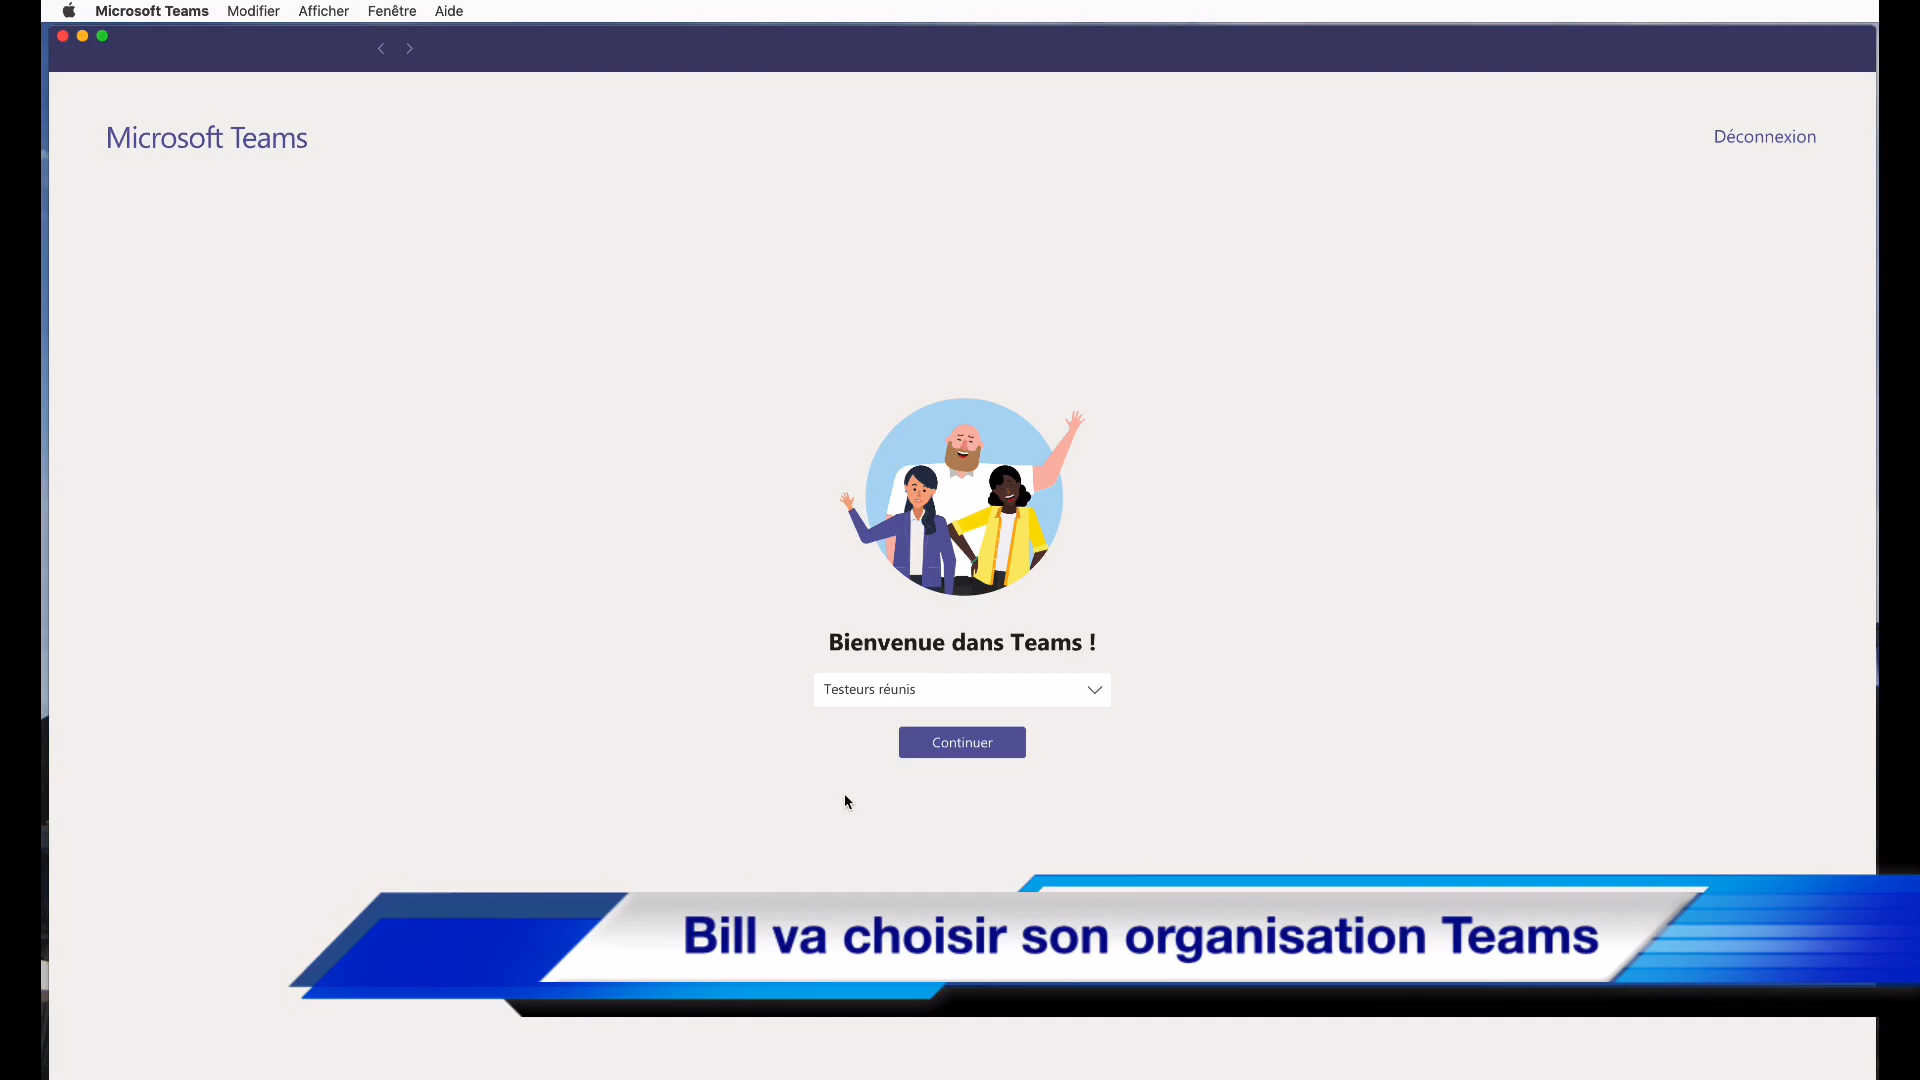 Microsoft Teams Modifier Afficher Fenêtre Aide
Microsoft Teams
Déconnexion
Bienvenue dans Teams !
Testeurs réunis
Continuer
Bill va choisir son organisation Teams